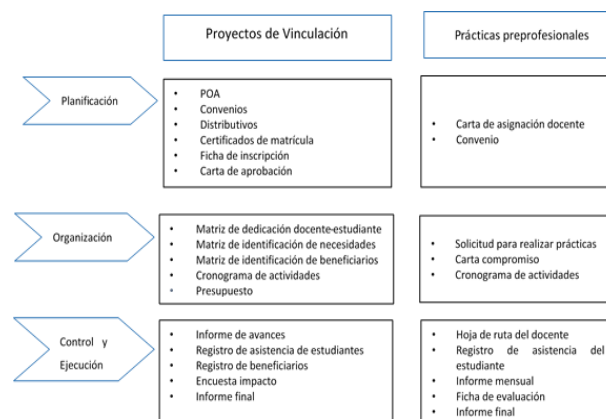 Proyectos de Vinculación
Prácticas preprofesionales
Planificación
• POA
• Convenios
• Distributivos
• Certificados de matrícula
• Ficha de inscripción
• Carta de aprobación
• Carta de asignación docente
• Convenio
Organización
• Matriz de dedicación docente-estudiante
• Matriz de identificación de necesidades
• Matriz de identificación de beneficiarios
• Cronograma de actividades
• Presupuesto
• Solicitud para realizar prácticas
• Carta compromiso
• Cronograma de actividades
Control y
Ejecución
• Informe de avances
• Registro de asistencia de estudiantes
• Registro de beneficiarios
• Encuesta impacto
• Informe final
• Hoja de ruta del docente
• Registro de asistencia del
estudiante
• Informe mensual
• Ficha de evaluación
• Informe final